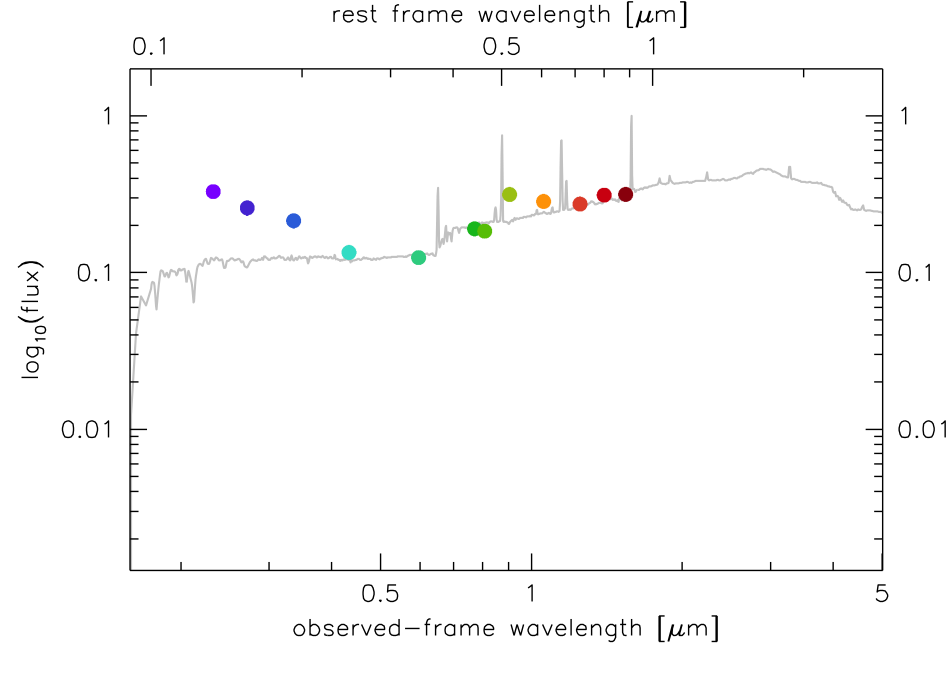 rest frame wavelength [μm]
0.1 0.5 1
1 1
0.1 0.1
log10(flux)
0.01 0.01
0.5 1 5
observed-frame wavelength [μm]